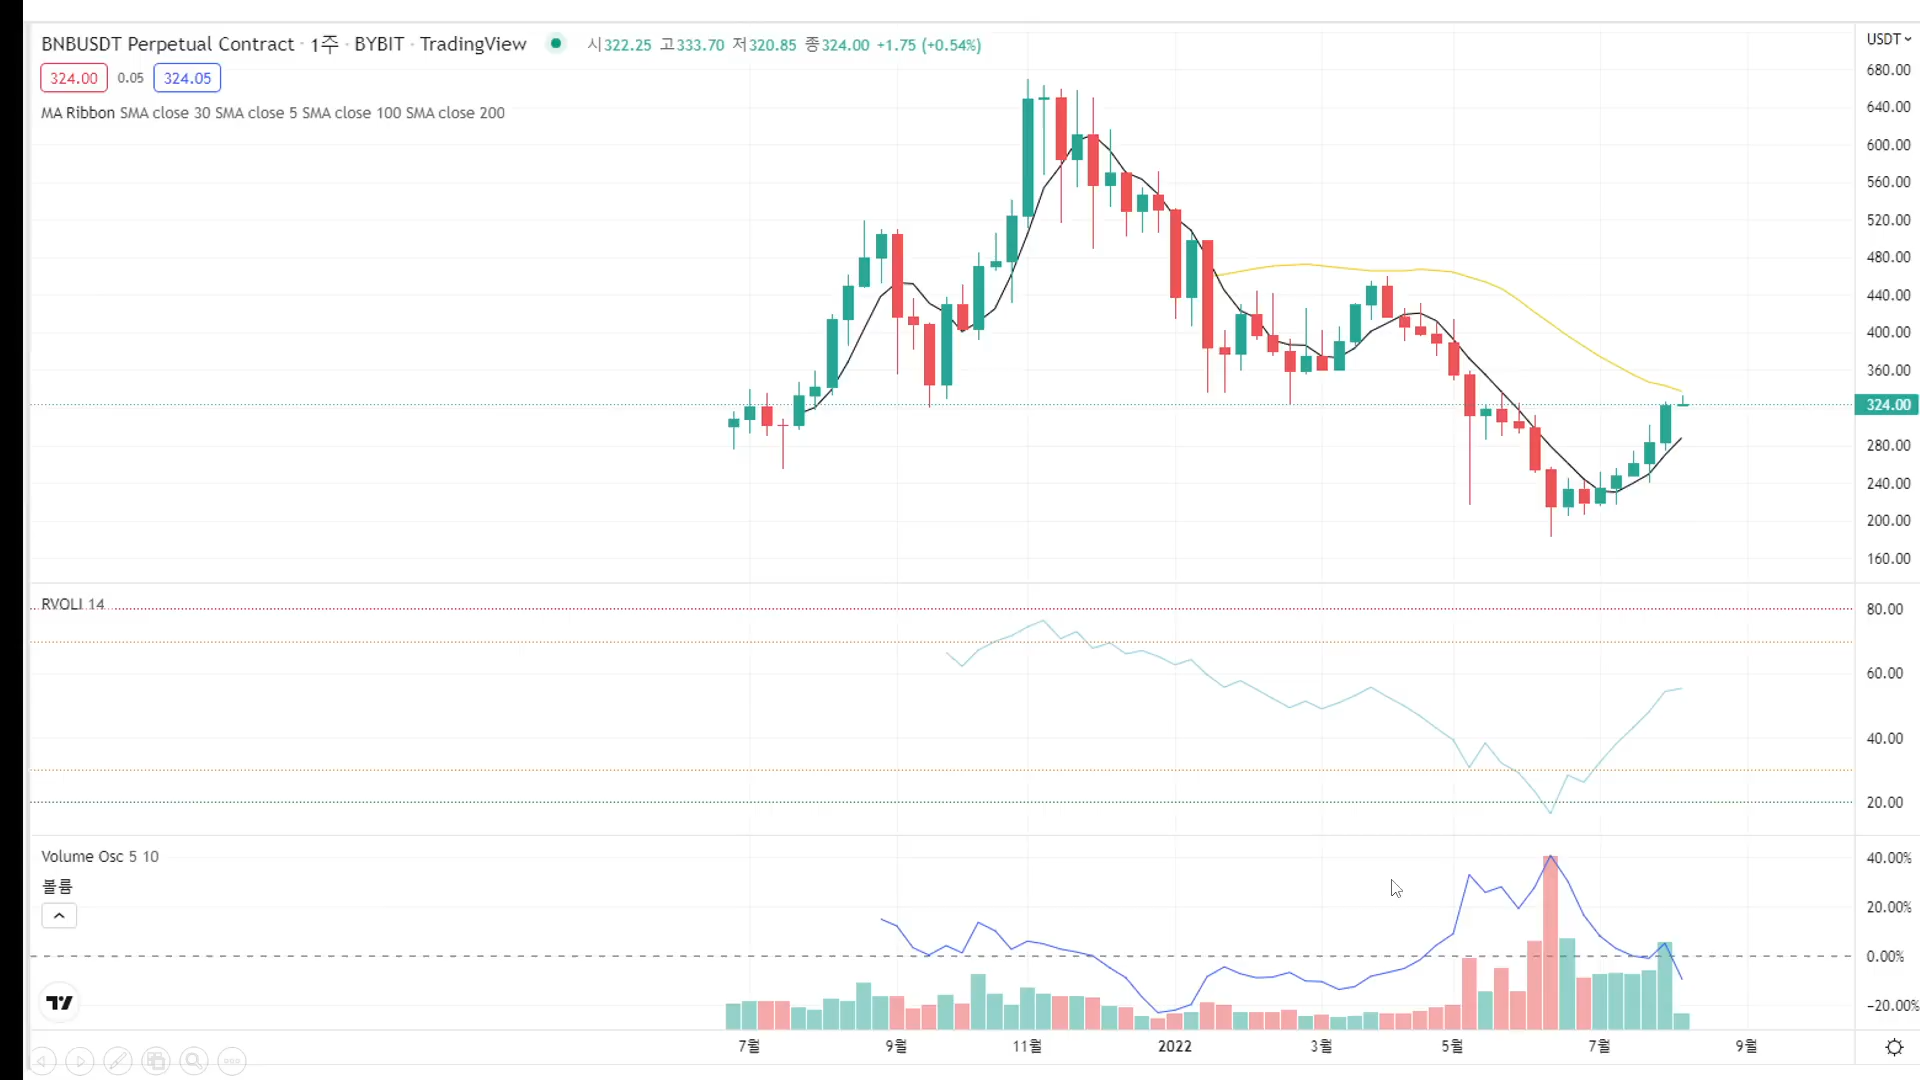 BNBUSDT Perpetual Contract · 1주 · BYBIT · TradingView 시322.25 고333.70 저320.85 종324.00 +1.75 (+0.54%)
324.00 0.05 324.05
MA Ribbon SMA close 30 SMA close 5 SMA close 100 SMA close 200
USDT
680.00
640.00
600.00
560.00
520.00
480.00
440.00
400.00
360.00
324.00
280.00
240.00
200.00
160.00
RVOLI 14
80.00
60.00
40.00
20.00
Volume Osc 5 10
볼륨
40.00%
20.00%
0.00%
−20.00%
7월 9월 11월 2022 3월 5월 7월 9월